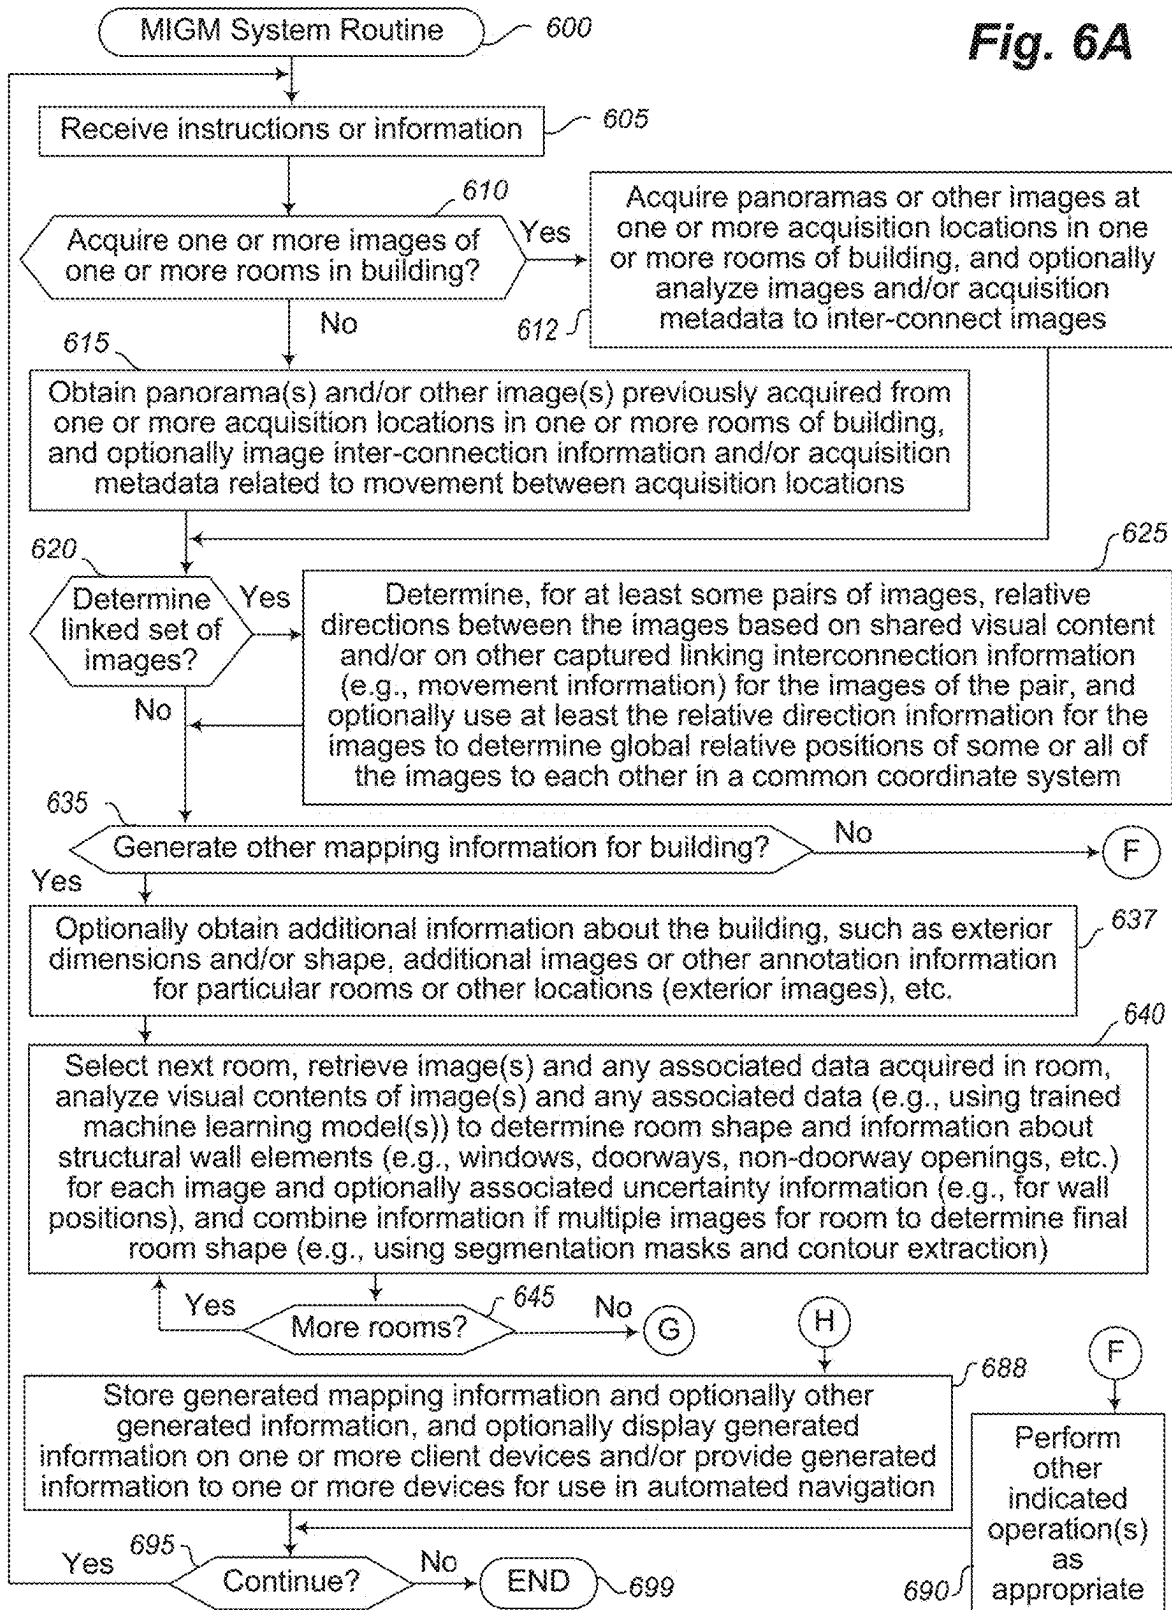 MIGM System Routine
600
Fig. 6A
Receive instructions or information
605
610
Acquire one or more images of
one or more rooms in building?
Yes
No
Acquire panoramas or other images at
one or more acquisition locations in one
or more rooms of building, and optionally
analyze images and/or acquisition
metadata to inter-connect images
612
615
Obtain panorama(s) and/or other image(s) previously acquired from
one or more acquisition locations in one or more rooms of building,
and optionally image inter-connection information and/or acquisition
metadata related to movement between acquisition locations
620
Determine
linked set of
images?
Yes
No
625
Determine, for at least some pairs of images, relative
directions between the images based on shared visual content
and/or on other captured linking interconnection information
(e.g., movement information) for the images of the pair, and
optionally use at least the relative direction information for the
images to determine global relative positions of some or all of
the images to each other in a common coordinate system
635
Generate other mapping information for building?
No
F
Yes
Optionally obtain additional information about the building, such as exterior
dimensions and/or shape, additional images or other annotation information
for particular rooms or other locations (exterior images), etc.
637
640
Select next room, retrieve image(s) and any associated data acquired in room,
analyze visual contents of image(s) and any associated data (e.g., using trained
machine learning model(s)) to determine room shape and information about
structural wall elements (e.g., windows, doorways, non-doorway openings, etc.)
for each image and optionally associated uncertainty information (e.g., for wall
positions), and combine information if multiple images for room to determine final
room shape (e.g., using segmentation masks and contour extraction)
Yes
More rooms?
645
No
G
H
F
688
Store generated mapping information and optionally other
generated information, and optionally display generated
information on one or more client devices and/or provide generated
information to one or more devices for use in automated navigation
Perform
other
indicated
operation(s)
as
appropriate
690
Yes
695
Continue?
No
END
699